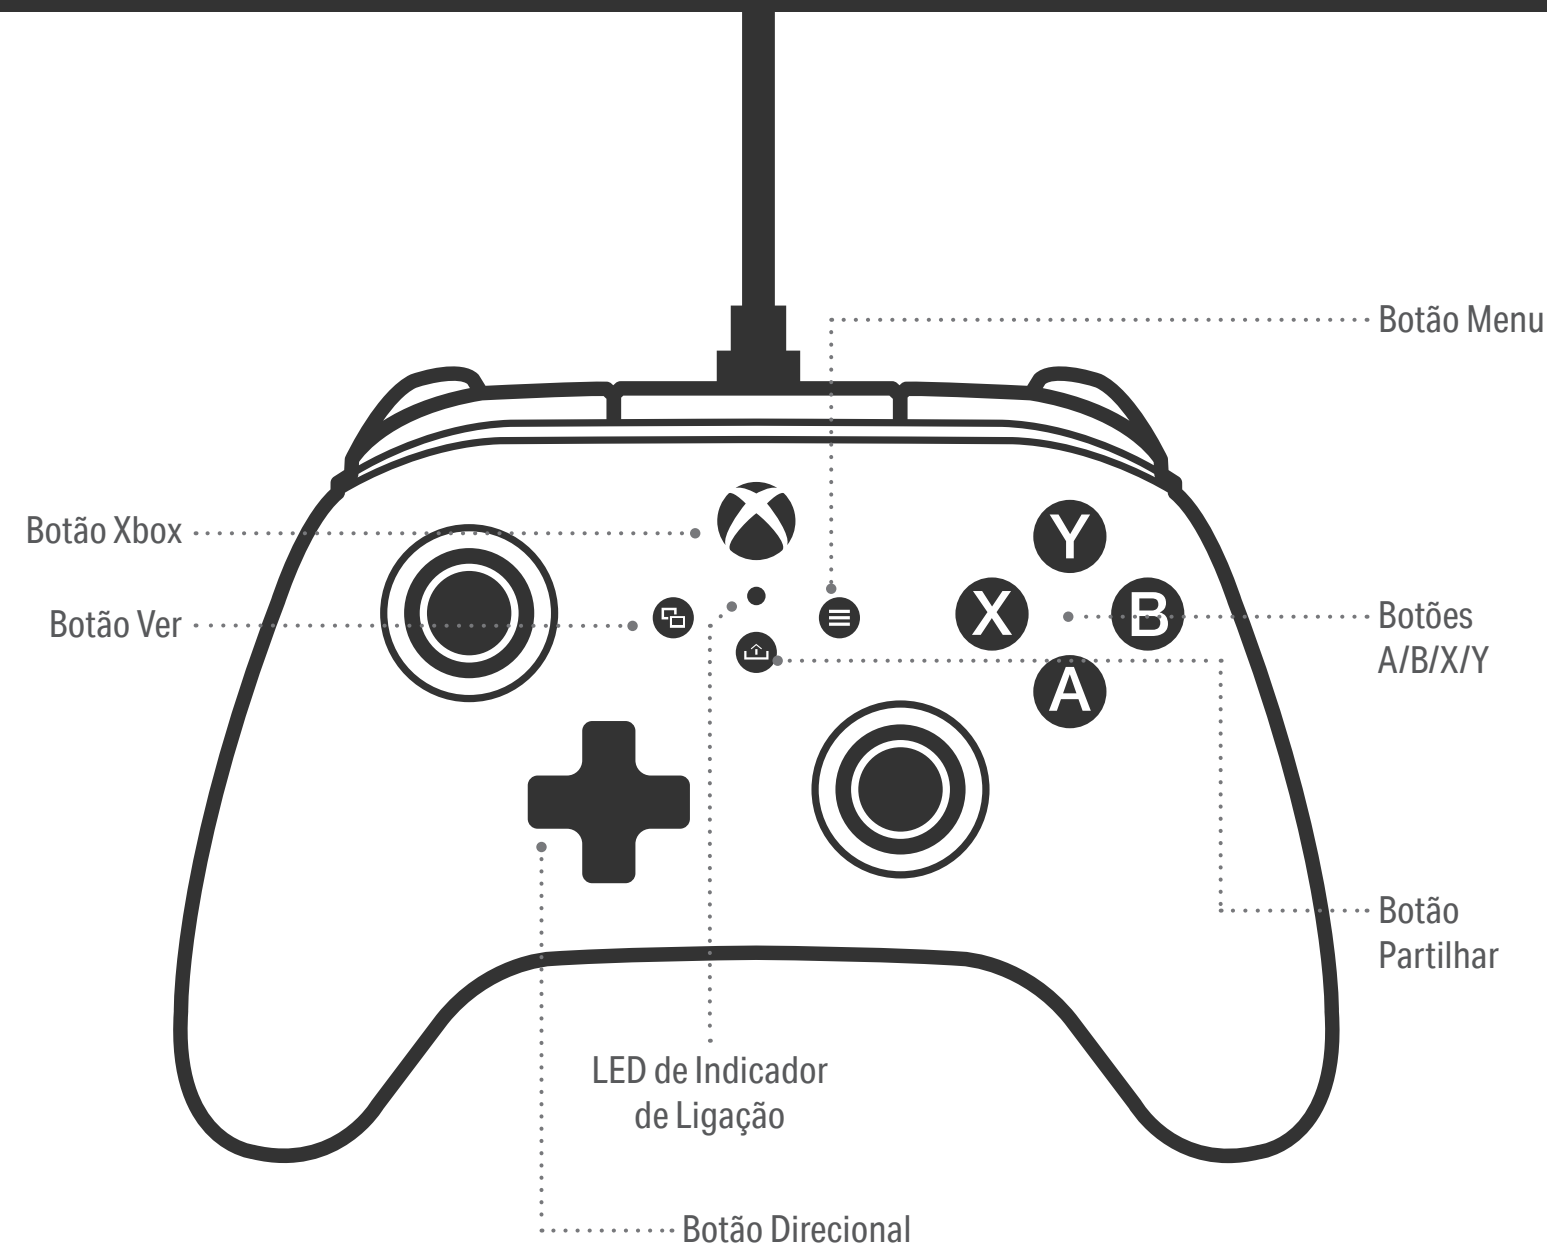 Botão Menu
Botão Xbox
Y
Botão Ver
X
B
Botões
A/B/X/Y
A
Botão
Partilhar
LED de Indicador
de Ligação
Botão Direcional